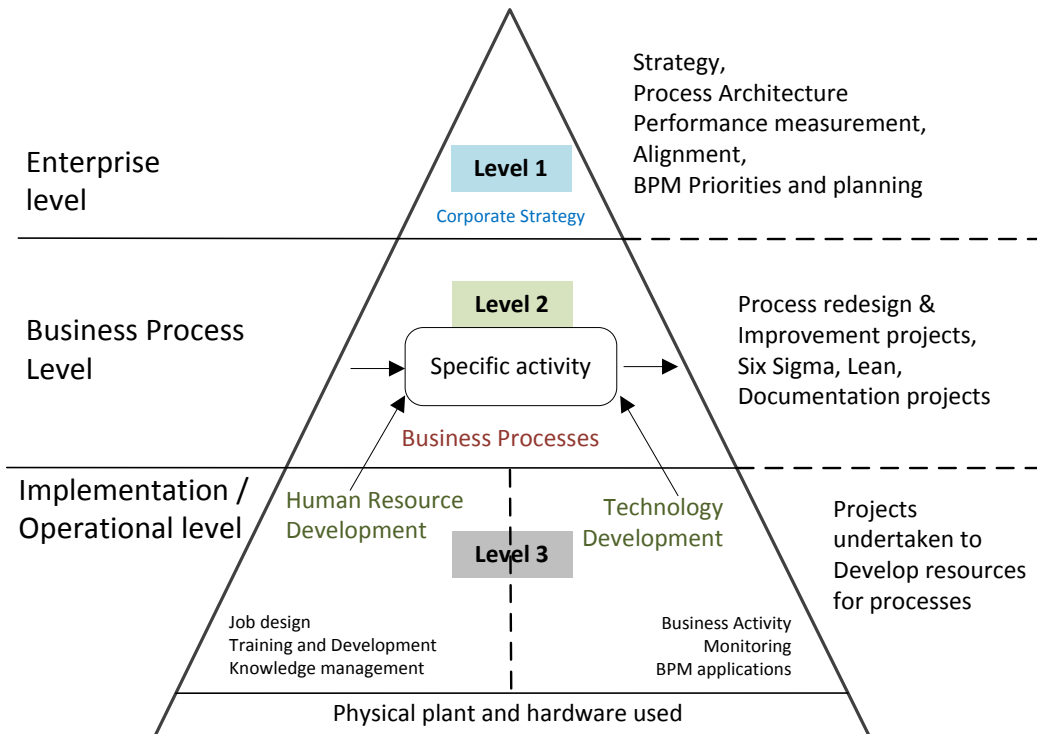 Enterprise
level
Level 1
Corporate Strategy
Strategy,
Process Architecture
Performance measurement,
Alignment,
BPM Priorities and planning
Business Process
Level
Level 2
Specific activity
Business Processes
Process redesign &
Improvement projects,
Six Sigma, Lean,
Documentation projects
Implementation /
Operational level
Human Resource
Development
Technology
Development
Level 3
Job design
Training and Development
Knowledge management
Business Activity
Monitoring
BPM applications
Projects
undertaken to
Develop resources
for processes
Physical plant and hardware used